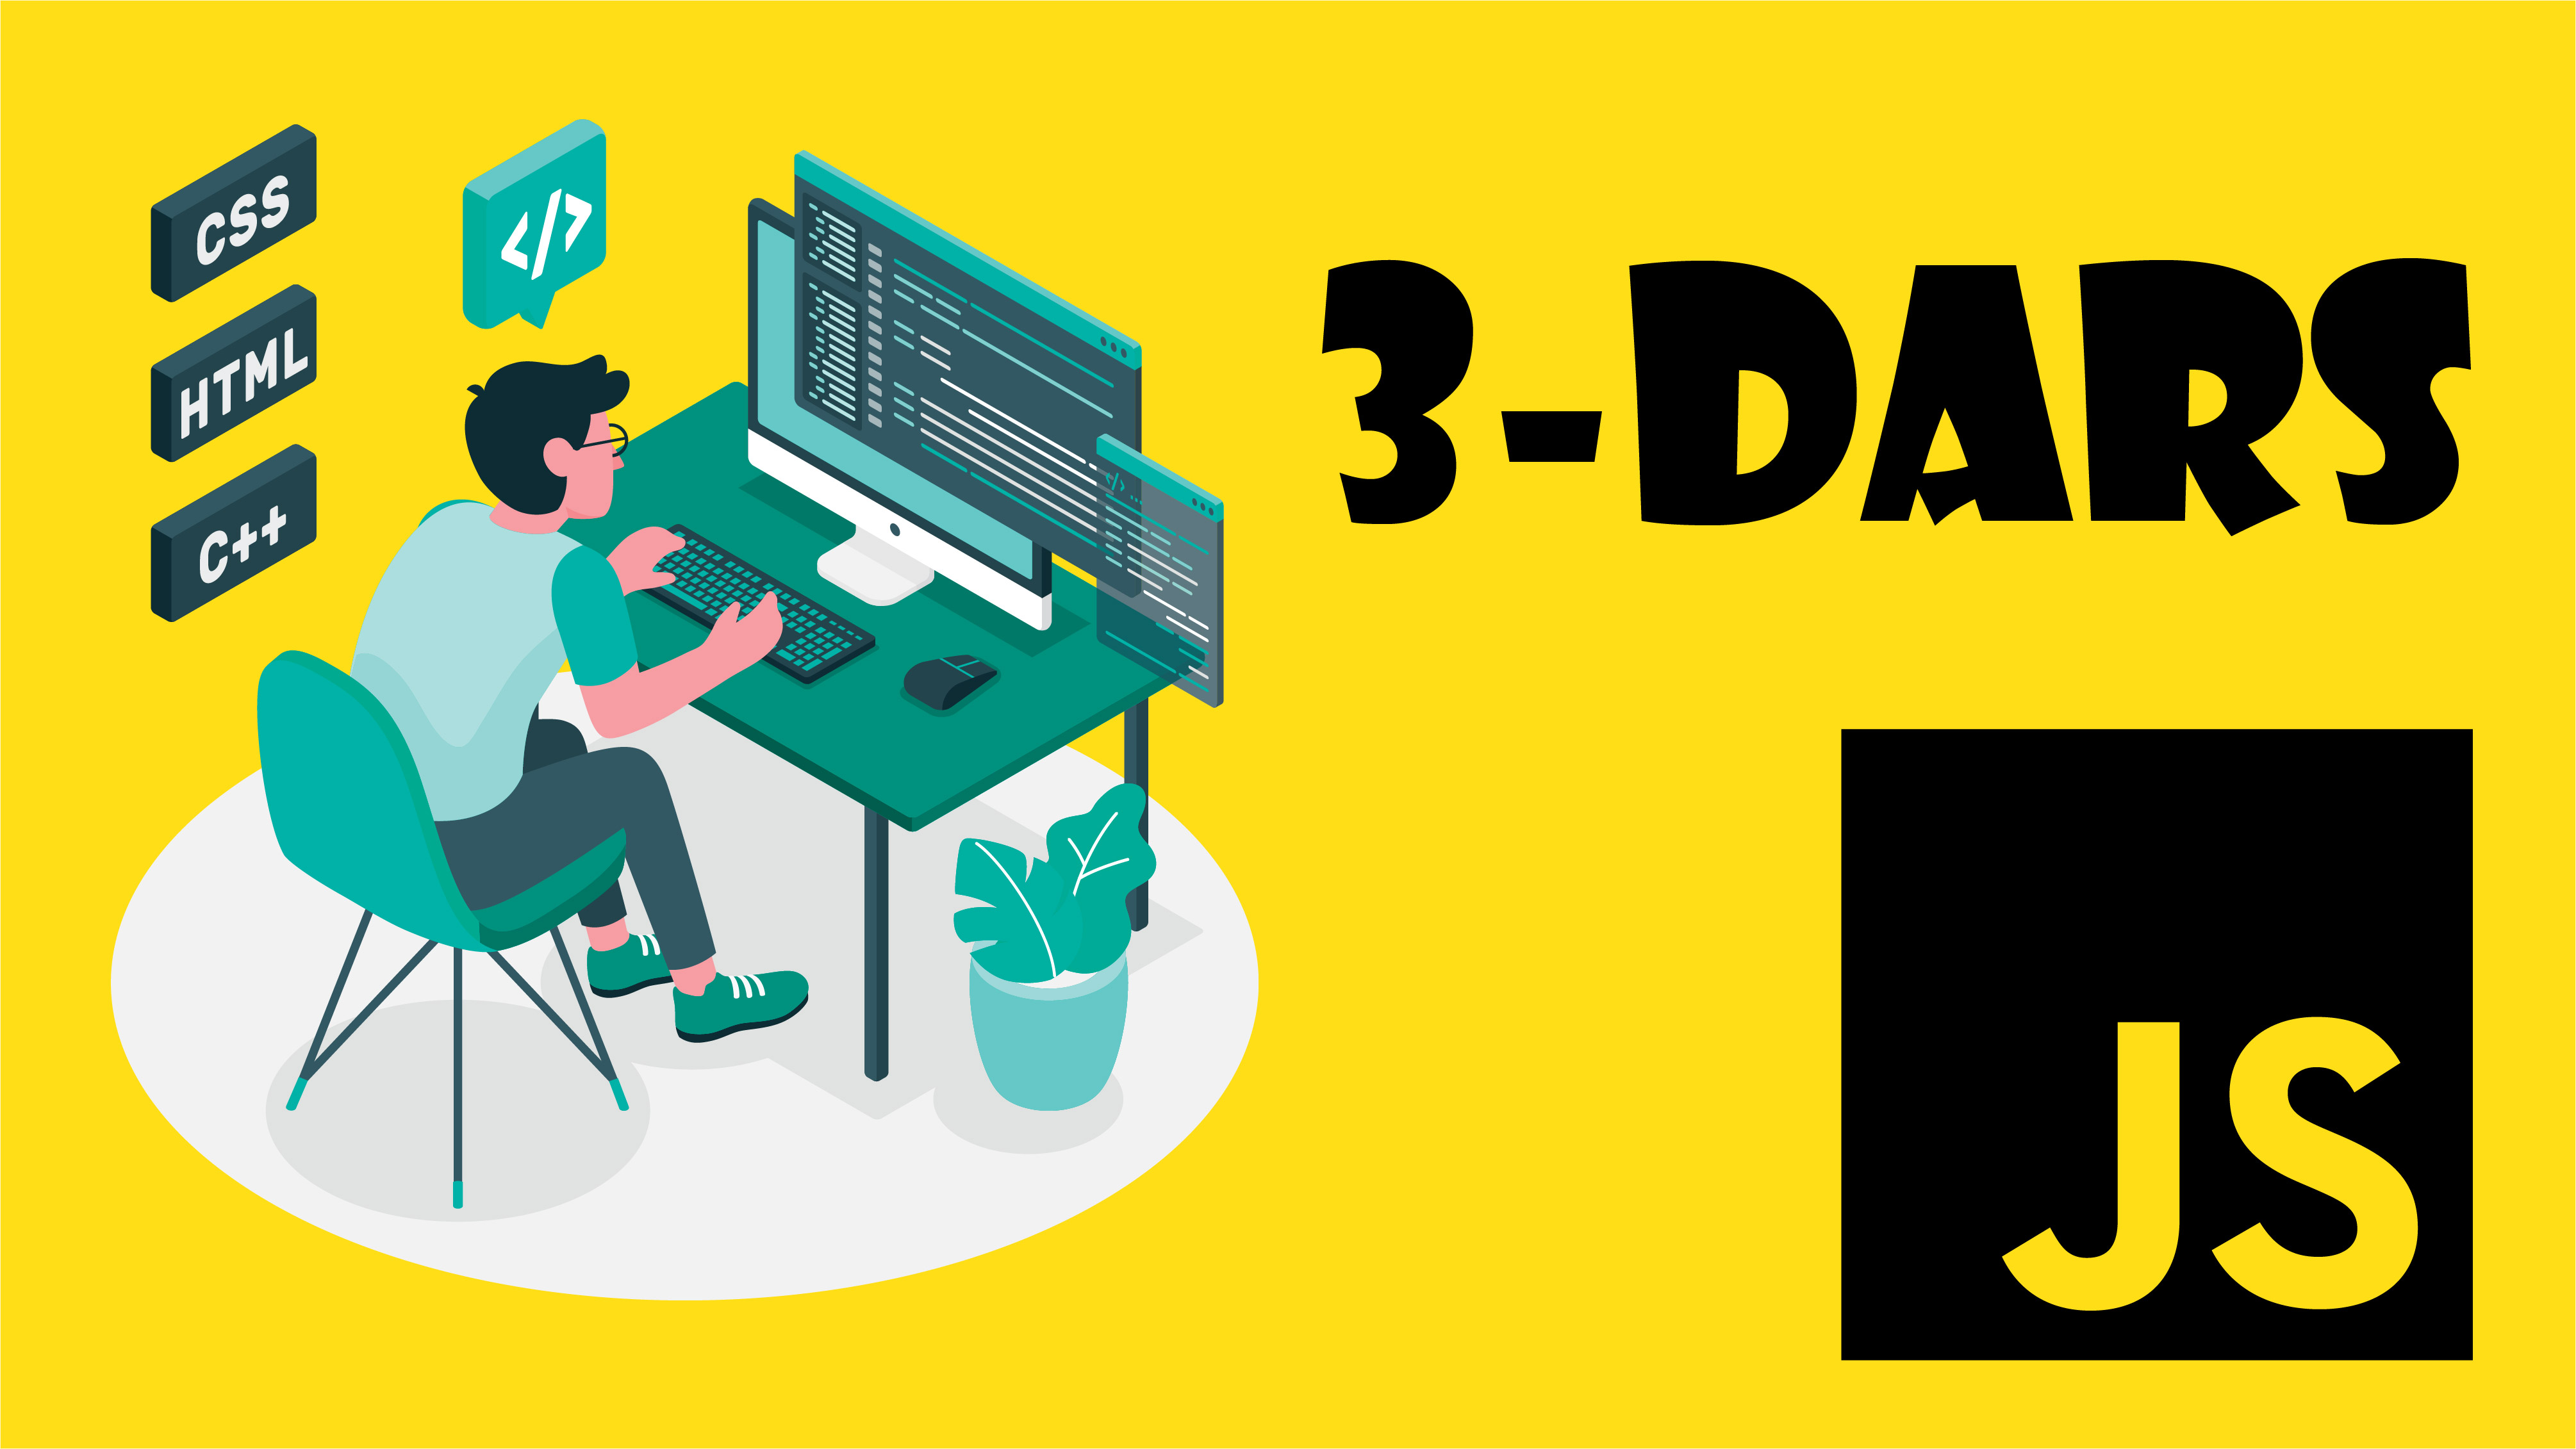 CSS
HTML
C++
</>
3-DARS
</>
JS